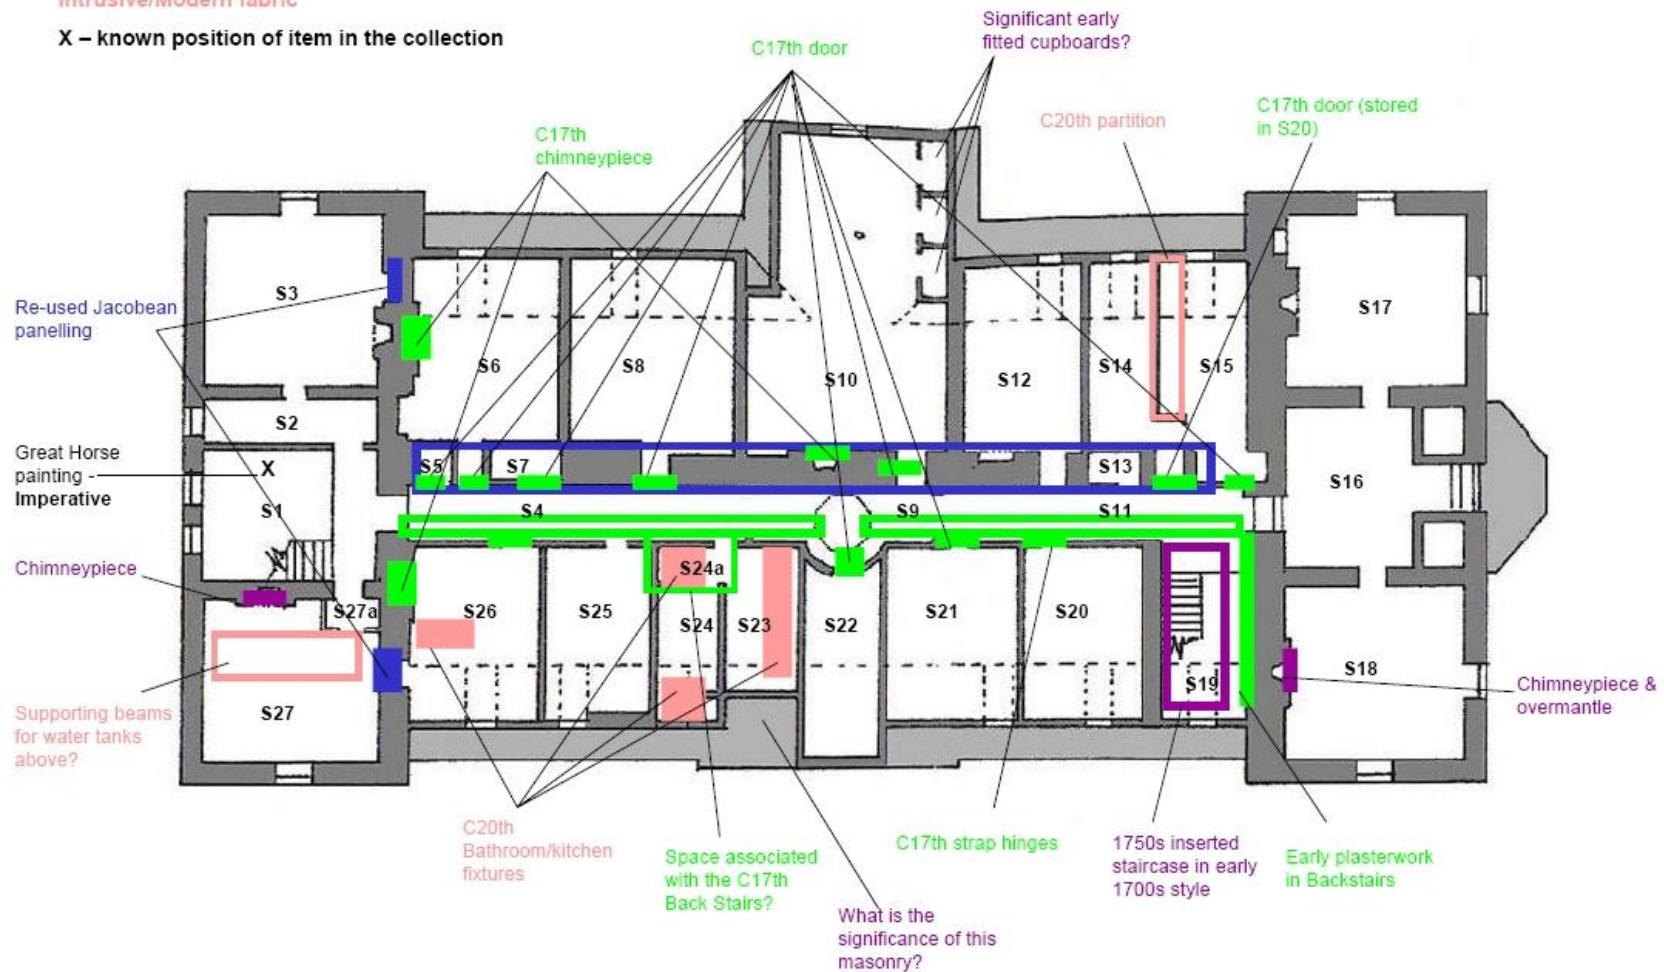 Intrusive/Modern fabric
X – known position of item in the collection
Significant early
fitted cupboards?
C17th door
C17th door (stored
in S20)
C20th partition
C17th
chimneypiece
Re-used Jacobean
panelling
S3
S17
S6
S8
S10
S12
S14
S15
S2
Great Horse
painting -
Imperative
X
S5
S7
S13
S16
S1
S4
S9
S11
Chimneypiece
S24a
S27a
S26
S25
S24
S23
S22
S21
S20
S19
S18
Chimneypiece &
overmantle
S27
Supporting beams
for water tanks
above?
C20th
Bathroom/kitchen
fixtures
Space associated
with the C17th
Back Stairs?
C17th strap hinges
1750s inserted
staircase in early
1700s style
Early plasterwork
in Backstairs
What is the
significance of this
masonry?